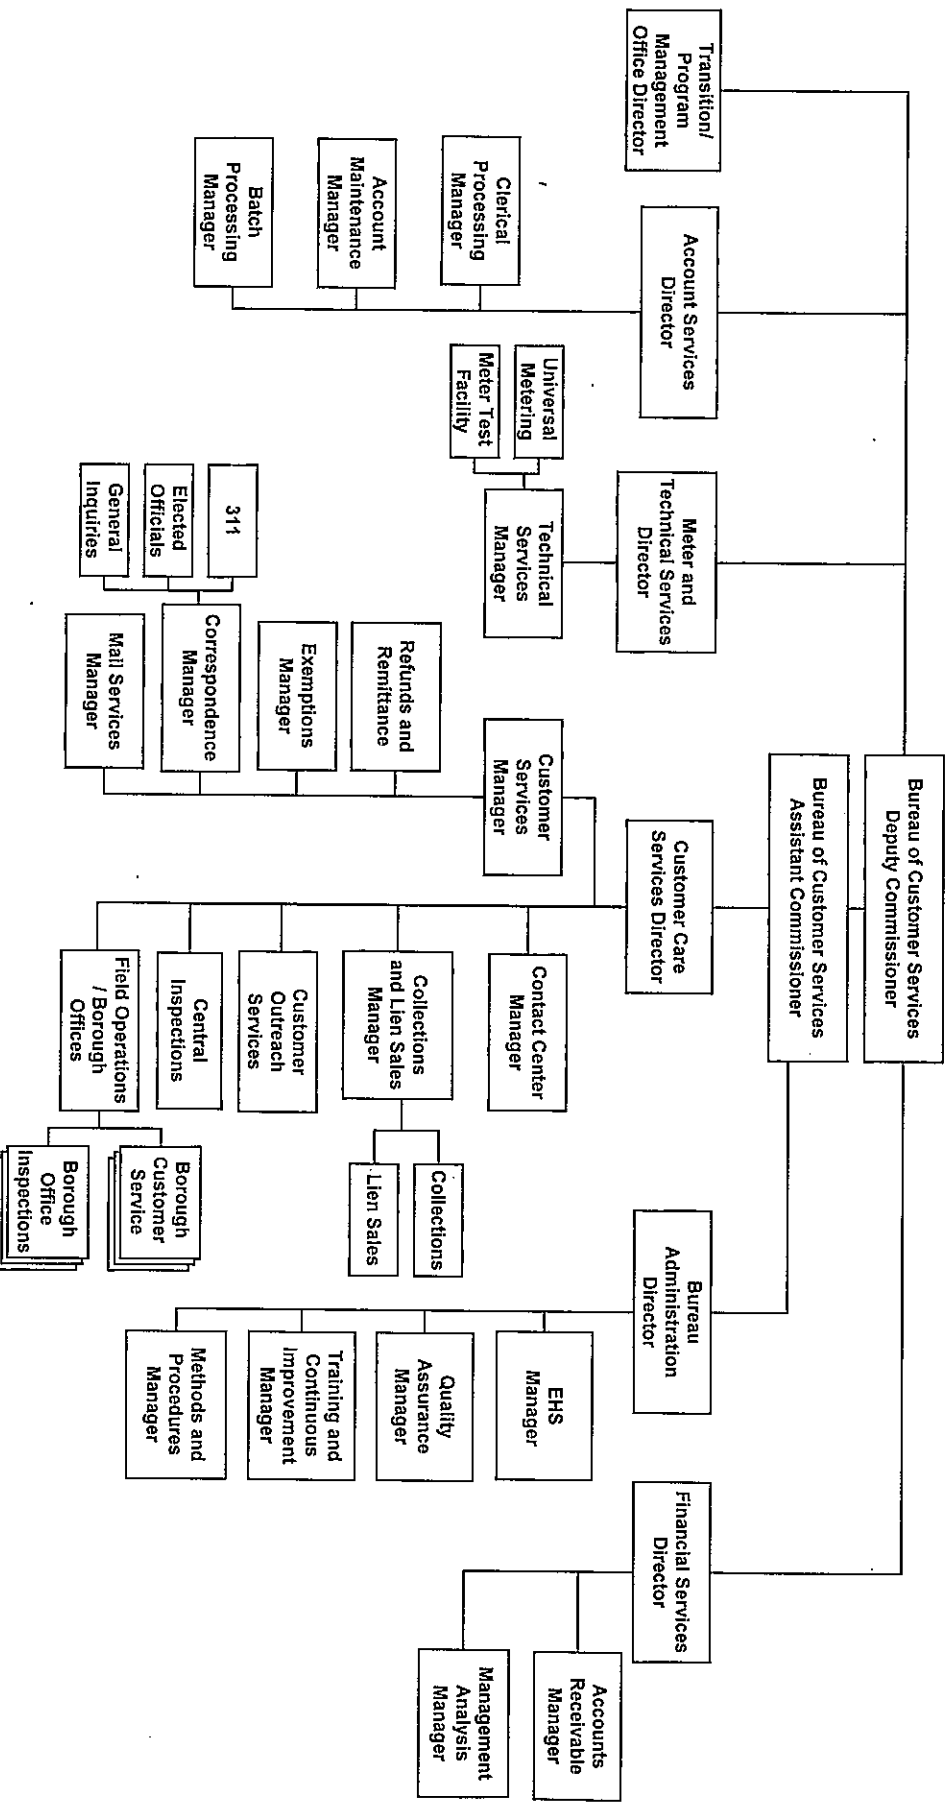 Bureau of Customer Services
Deputy Commissioner
Bureau of Customer Services
Assistant Commissioner
Transition/
Program
Management
Office Director
Account Services
Director
Meter and
Technical Services
Director
Customer Care
Services Director
Bureau
Administration
Director
Financial Services
Director
Clerical
Processing
Manager
Account
Maintenance
Manager
Batch
Processing
Manager
Technical
Services
Manager
Universal
Metering
Meter Test
Facility
Customer
Services
Manager
Refunds and
Remittance
Exemptions
Manager
Correspondence
Manager
311
Elected
Officials
General
Inquiries
Mail Services
Manager
Contact Center
Manager
Collections
and Lien Sales
Manager
Collections
Lien Sales
Customer
Outreach
Services
Central
Inspections
Field Operations
/ Borough
Offices
Borough
Customer
Service
Borough
Office
Inspections
EHS
Manager
Quality
Assurance
Manager
Training and
Continuous
Improvement
Manager
Methods and
Procedures
Manager
Accounts
Receivable
Manager
Management
Analysis
Manager